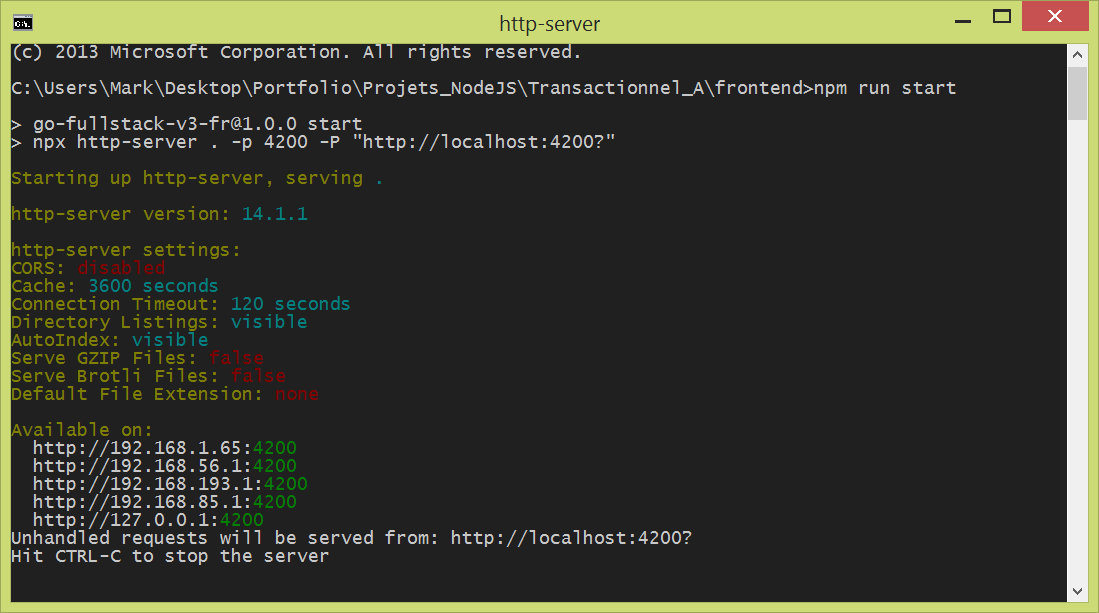 http-server
(c) 2013 Microsoft Corporation. All rights reserved.
C:\Users\Mark\Desktop\Portfolio\Projets_NodeJS\Transactionnel_A\frontend>npm run start
> go-fullstack-v3-fr@1.0.0 start
> npx http-server . -p 4200 -P "http://localhost:4200?"
Starting up http-server, serving .
http-server version: 14.1.1
http-server settings:
CORS: disabled
Cache: 3600 seconds
Connection Timeout: 120 seconds
Directory Listings: visible
AutoIndex: visible
Serve GZIP Files: false
Serve Brotli Files: false
Default File Extension: none
Available on:
  http://192.168.1.65:4200
  http://192.168.56.1:4200
  http://192.168.193.1:4200
  http://192.168.85.1:4200
  http://127.0.0.1:4200
Unhandled requests will be served from: http://localhost:4200?
Hit CTRL-C to stop the server